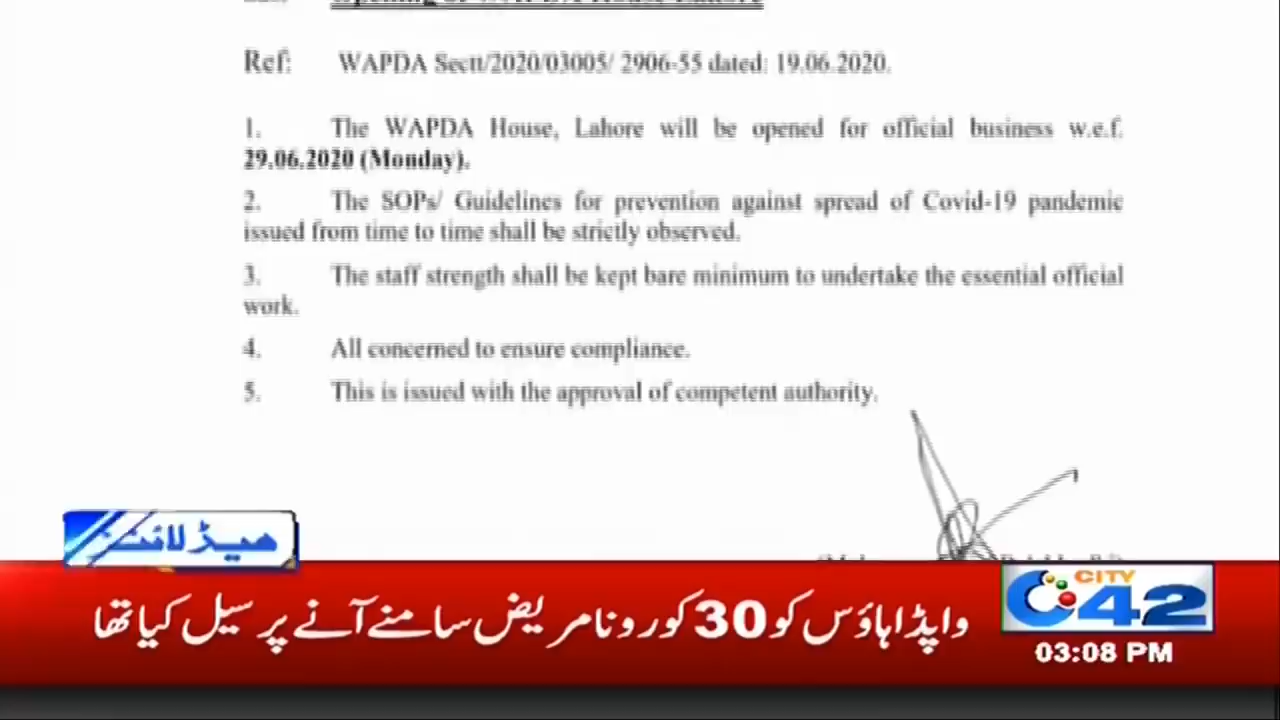 Ref: WAPDA Sectt/2020/03005/ 2906-55 dated: 19.06.2020.
1. The WAPDA House, Lahore will be opened for official business w.e.f.
29.06.2020 (Monday).
2. The SOPs/ Guidelines for prevention against spread of Covid-19 pandemic
issued from time to time shall be strictly observed.
3. The staff strength shall be kept bare minimum to undertake the essential official
work.
4. All concerned to ensure compliance.
5. This is issued with the approval of competent authority.
ہیڈلائنز
واپڈا ہاؤس کو 30 کورونا مریض سامنے آنے پر سیل کیا تھا
CITY
42
03:08 PM